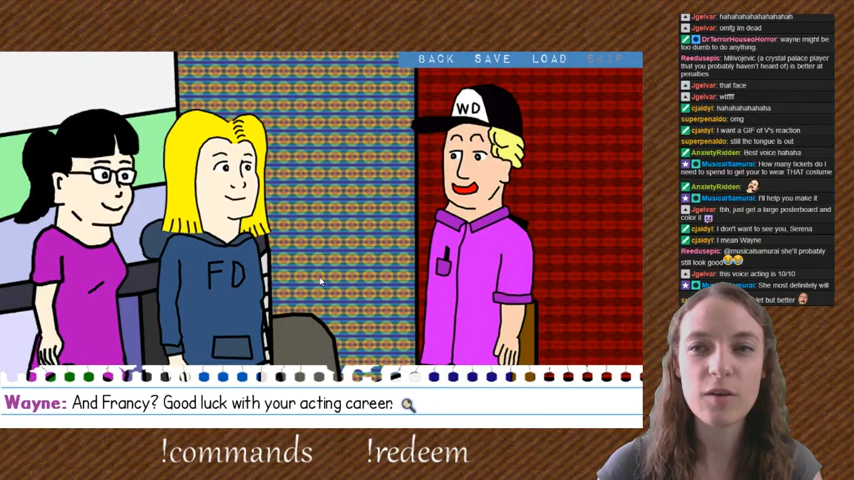 BACK SAVE LOAD SKIP
WD
FD
Wayne: And Francy? Good luck with your acting career.
!commands !redeem
Jgelvar: hahahahahahahahah
Jgelvar: omfg im dead
DrTerrorHouseoHorror: wayne might be
too dumb to do anything.
Reedusepic: Milivojevic (a crystal palace player
that you probably haven't heard of) is better at
penalties
Jgelvar: that face
Jgelvar: wtffff
cjaidyl: hahahahahaha
superpenaldo: omg
cjaidyl: I want a GIF of V's reaction
superpenaldo: still the tongue is out
AnxietyRidden: Best voice hahaha
MusicalSamurai: How many tickets do I
need to spend to get your to wear THAT costume
AnxietyRidden:
MusicalSamurai: I'll help you make it
Jgelvar: tbh, just get a large posterboard and
color it
cjaidyl: I don't want to see you, Serena
cjaidyl: I mean Wayne
Reedusepic: @musicalsamurai she'll probably
still look good
Jgelvar: this voice acting is 10/10
MusicalSamurai: She most definitely will
but better